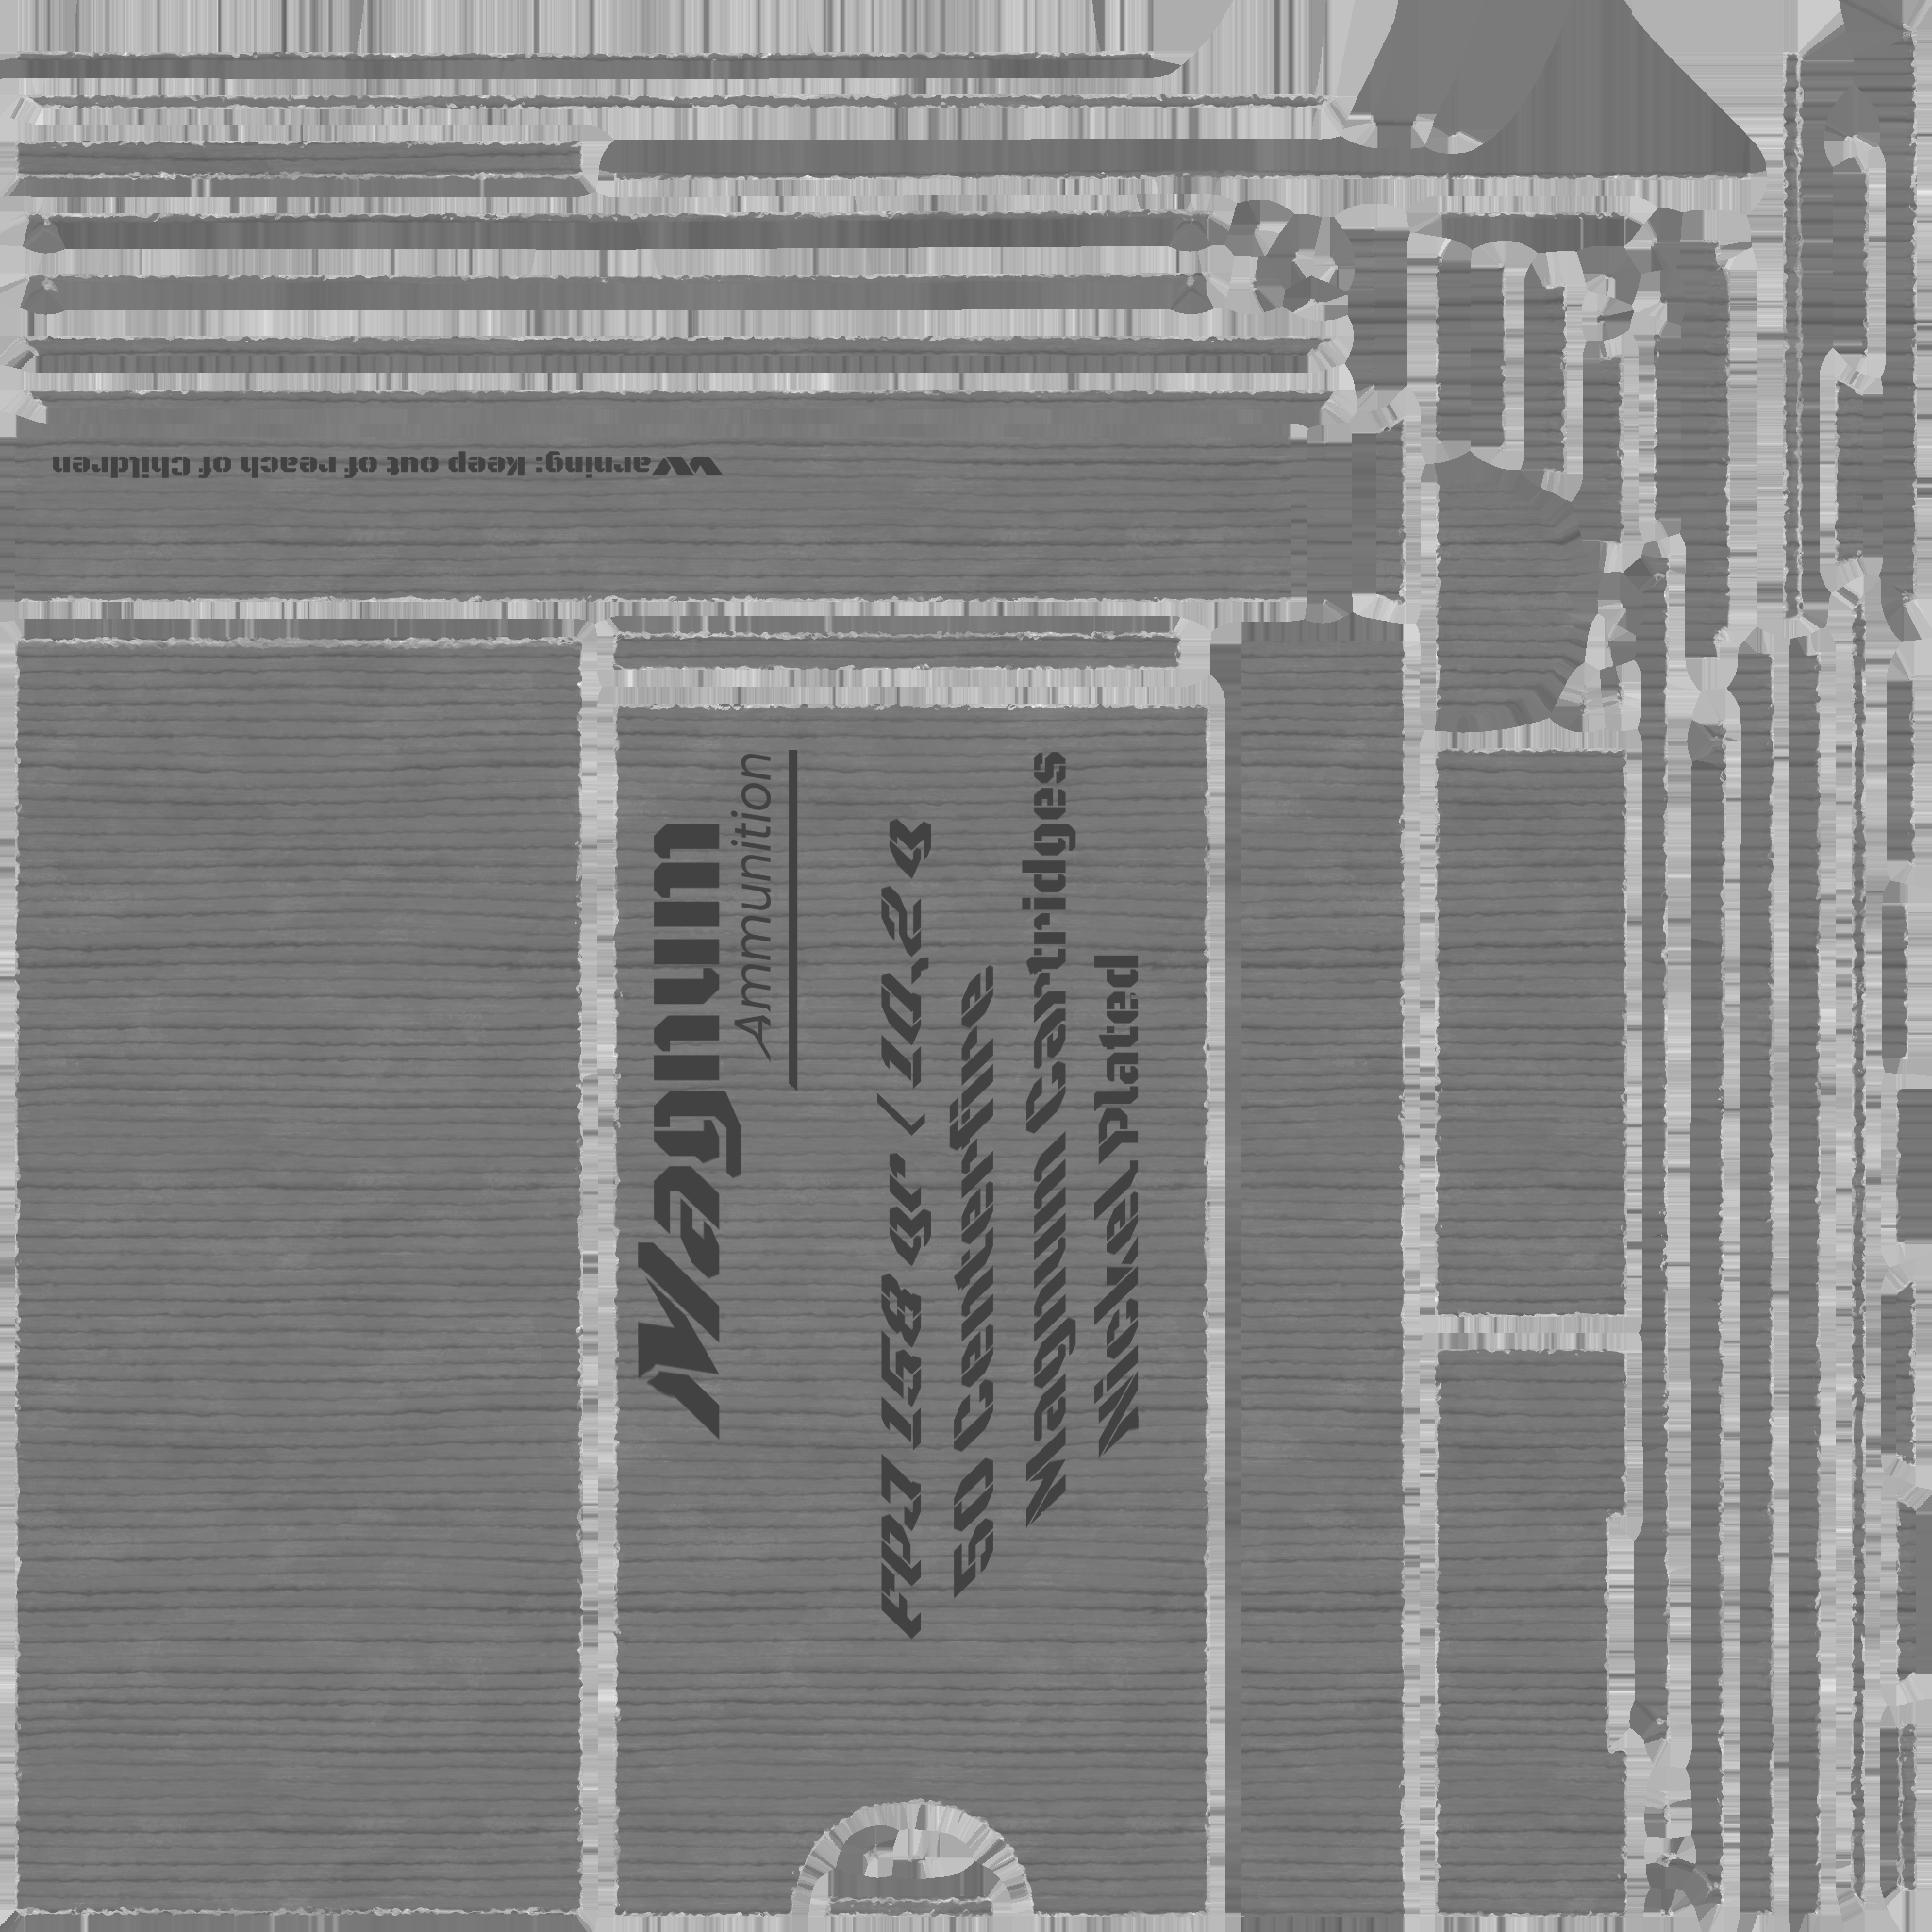 Warning: Keep out of reach of Children
Magnum
Ammunition
FPJ 158 gr. / 10.2 g
50 Centerfire
Magnum Cartridges
Nickel plated